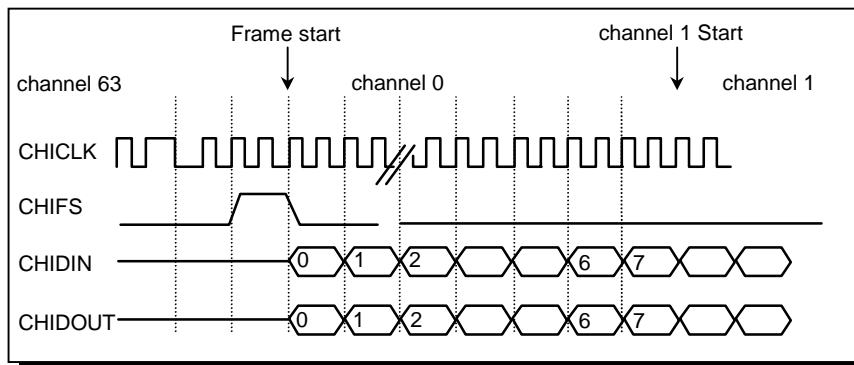 Frame start
channel 1 Start
channel 63
channel 0
channel 1
CHICLK
CHIFS
CHIDIN
0 1 2 6 7
CHIDOUT
0 1 2 6 7